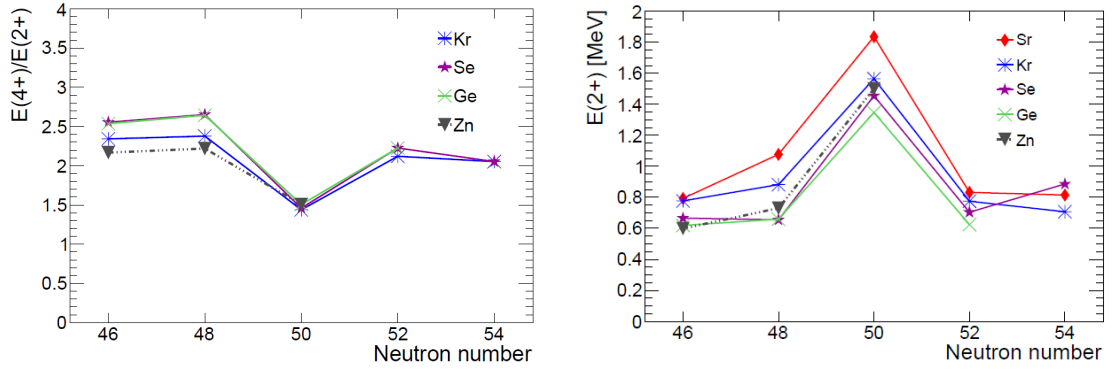 E(4+)/E(2+)
4
3.5
3
2.5
2
1.5
1
0.5
0
Kr
Se
Ge
Zn
46 48 50 52 54
Neutron number
E(2+) [MeV]
2
1.8
1.6
1.4
1.2
1
0.8
0.6
0.4
0.2
0
Sr
Kr
Se
Ge
Zn
46 48 50 52 54
Neutron number